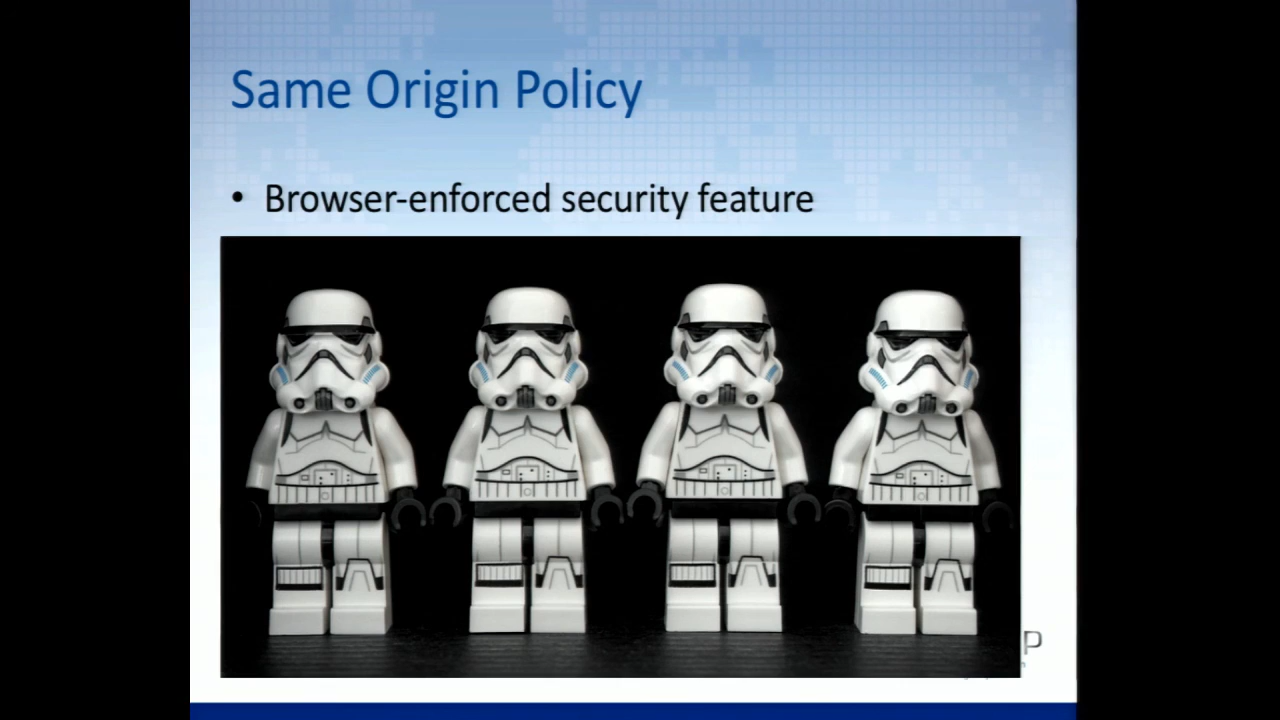 Same Origin Policy
• Browser-enforced security feature